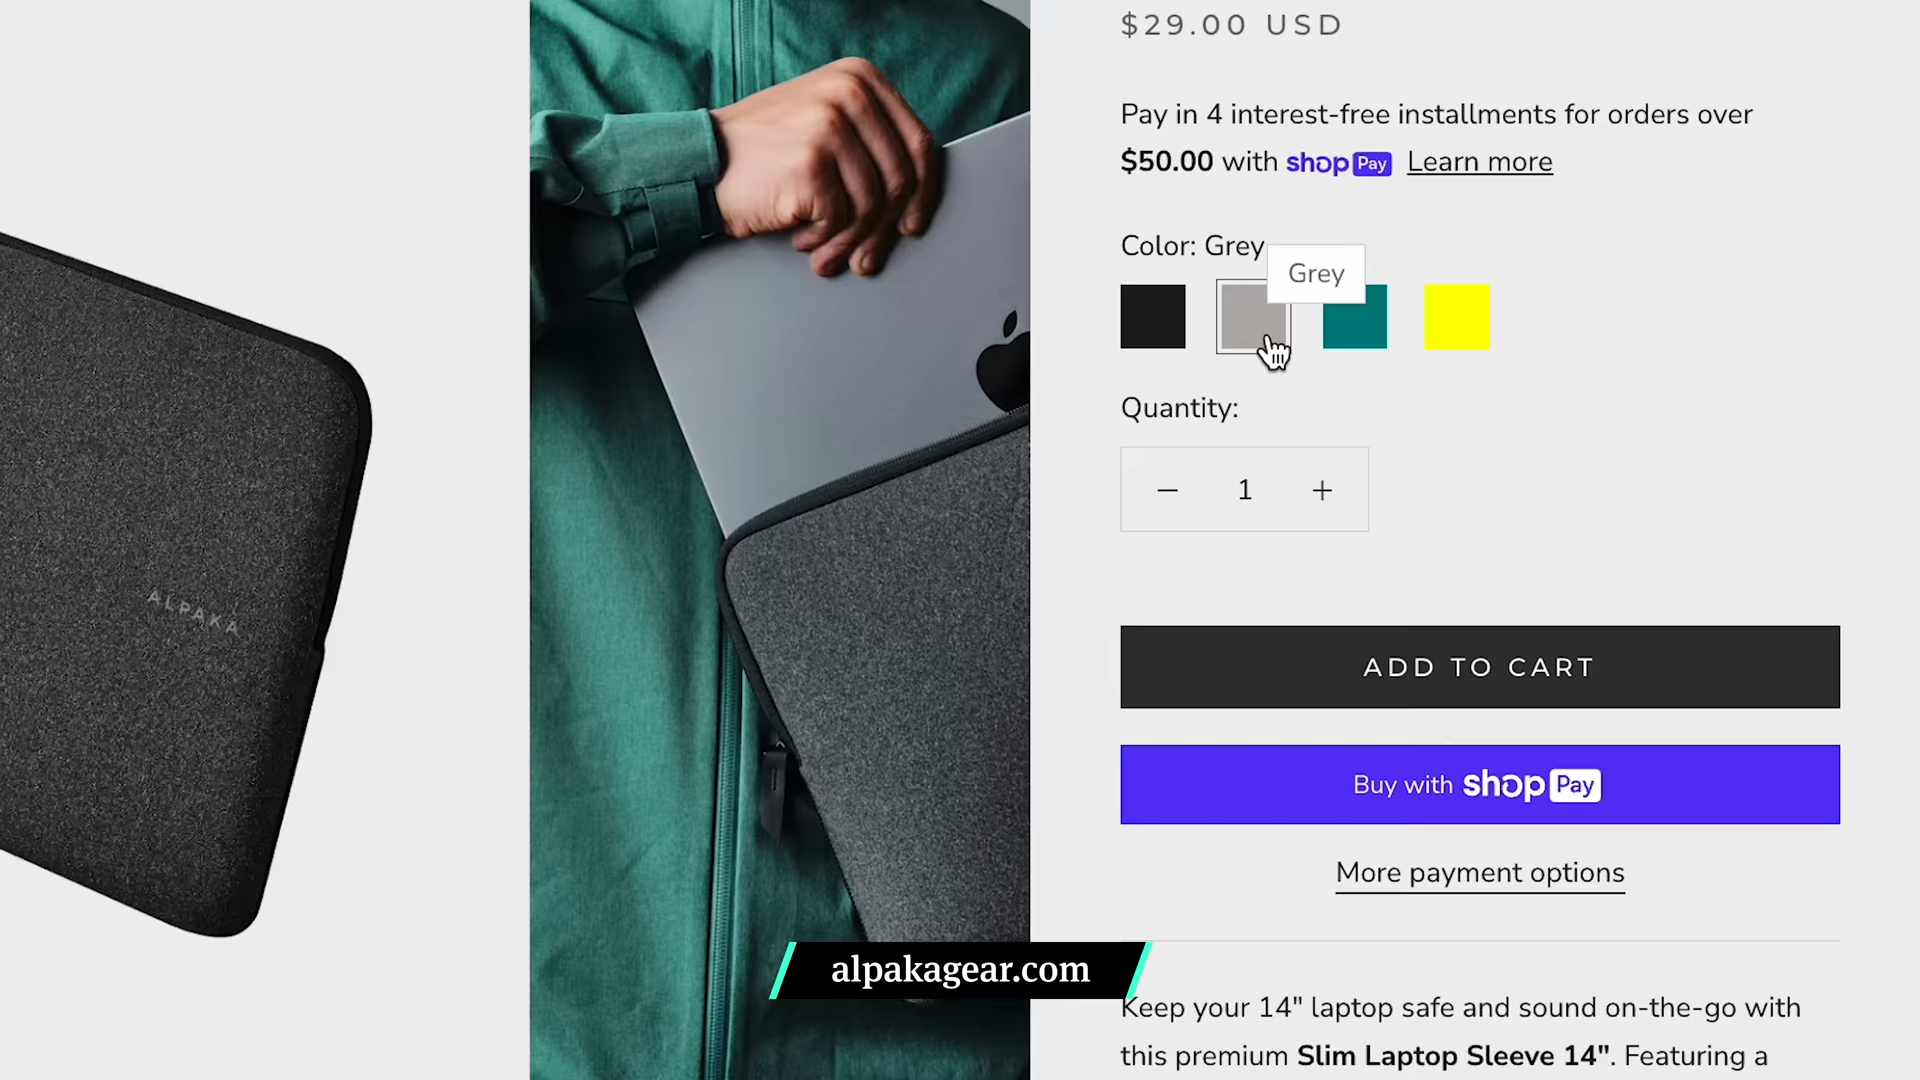 $29.00 USD
Pay in 4 interest-free installments for orders over
$50.00 with shop Pay Learn more
Color: Grey
Grey
Quantity:
− 1 +
ALPAKA
ADD TO CART
Buy with shop Pay
More payment options
alpakagear.com
Keep your 14" laptop safe and sound on-the-go with
this premium Slim Laptop Sleeve 14". Featuring a